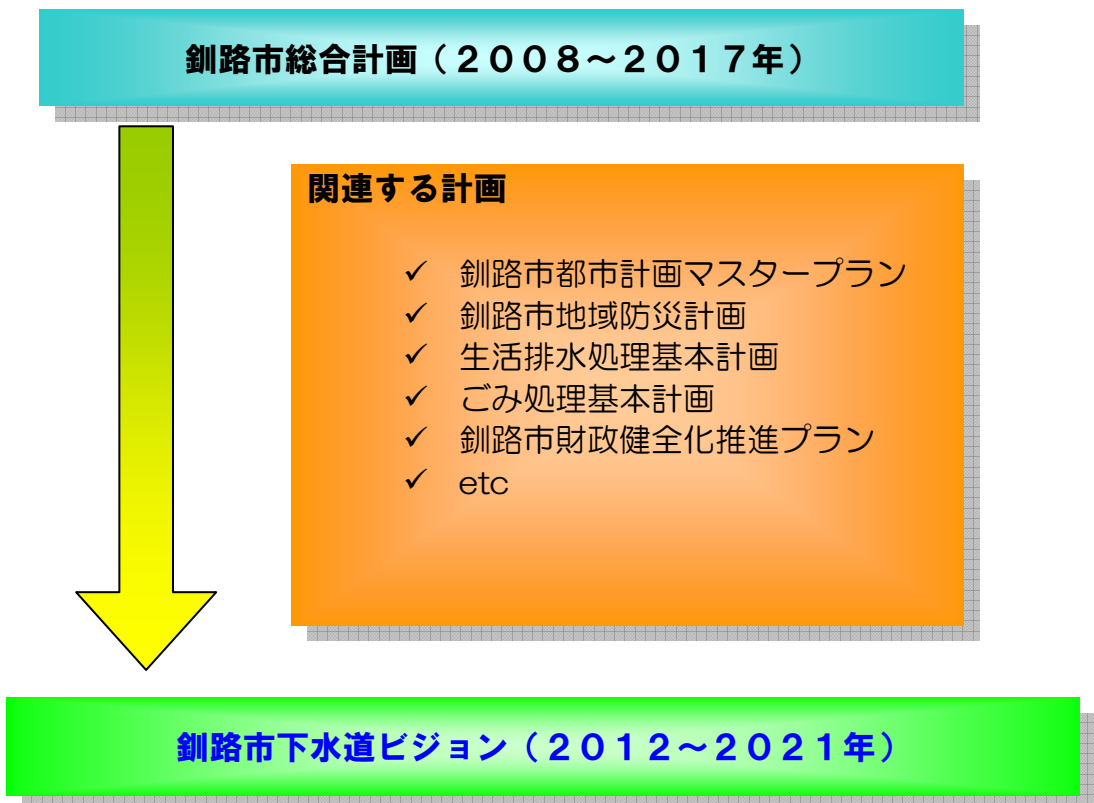 釧路市総合計画（２００８～２０１７年）
関連する計画
✓ 釧路市都市計画マスタープラン
✓ 釧路市地域防災計画
✓ 生活排水処理基本計画
✓ ごみ処理基本計画
✓ 釧路市財政健全化推進プラン
✓ etc
釧路市下水道ビジョン（２０１２～２０２１年）